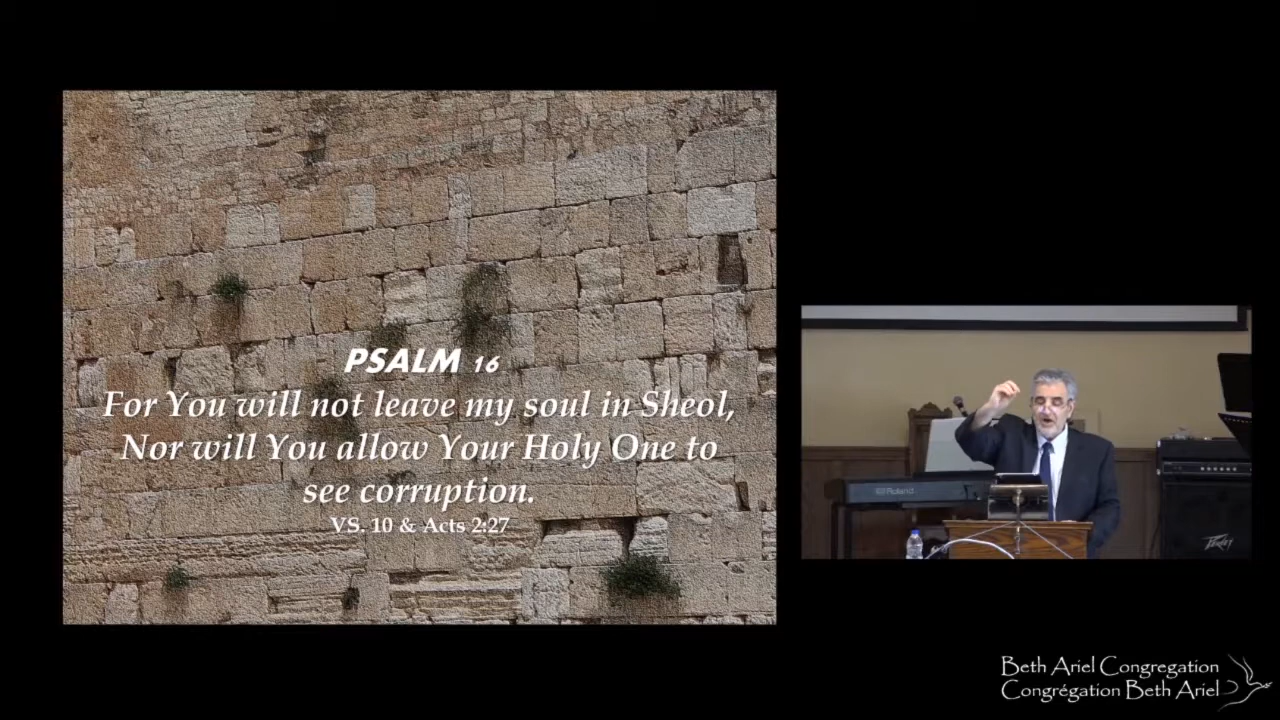 PSALM 16
For You will not leave my soul in Sheol,
Nor will You allow Your Holy One to
see corruption.
VS. 10 & Acts 2:27
Roland
Beth Ariel Congregation
Congrégation Beth Ariel